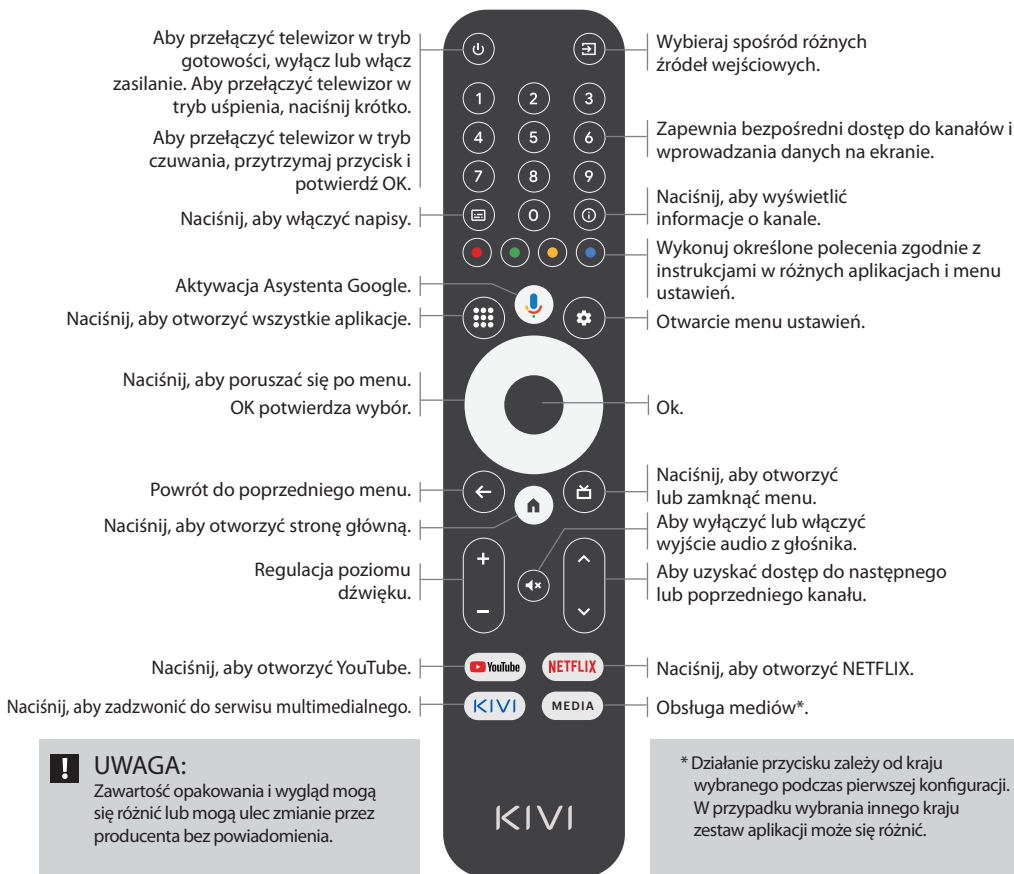 Aby przełączyć telewizor w tryb
gotowości, wyłącz lub włącz
zasilanie. Aby przełączyć telewizor w
tryb uśpienia, naciśnij krótko.
Aby przełączyć telewizor w tryb
czuwania, przytrzymaj przycisk i
potwierdź OK.
Naciśnij, aby włączyć napisy.
Aktywacja Asystenta Google.
Naciśnij, aby otworzyć wszystkie aplikacje.
Naciśnij, aby poruszać się po menu.
OK potwierdza wybór.
Powrót do poprzedniego menu.
Naciśnij, aby otworzyć stronę główną.
Regulacja poziomu
dźwięku.
Naciśnij, aby otworzyć YouTube.
Naciśnij, aby zadzwonić do serwisu multimedialnego.
1 2 3
4 5 6
7 8 9
0
YouTube NETFLIX
KIVI MEDIA
KIVI
Wybieraj spośród różnych
źródeł wejściowych.
Zapewnia bezpośredni dostęp do kanałów i
wprowadzania danych na ekranie.
Naciśnij, aby wyświetlić
informacje o kanale.
Wykonuj określone polecenia zgodnie z
instrukcjami w różnych aplikacjach i menu
ustawień.
Otwarcie menu ustawień.
Ok.
Naciśnij, aby otworzyć
lub zamknąć menu.
Aby wyłączyć lub włączyć
wyjście audio z głośnika.
Aby uzyskać dostęp do następnego
lub poprzedniego kanału.
Naciśnij, aby otworzyć NETFLIX.
Obsługa mediów*.
! UWAGA:
Zawartość opakowania i wygląd mogą
się różnić lub mogą ulec zmianie przez
producenta bez powiadomienia.
* Działanie przycisku zależy od kraju
wybranego podczas pierwszej konfiguracji.
W przypadku wybrania innego kraju
zestaw aplikacji może się różnić.